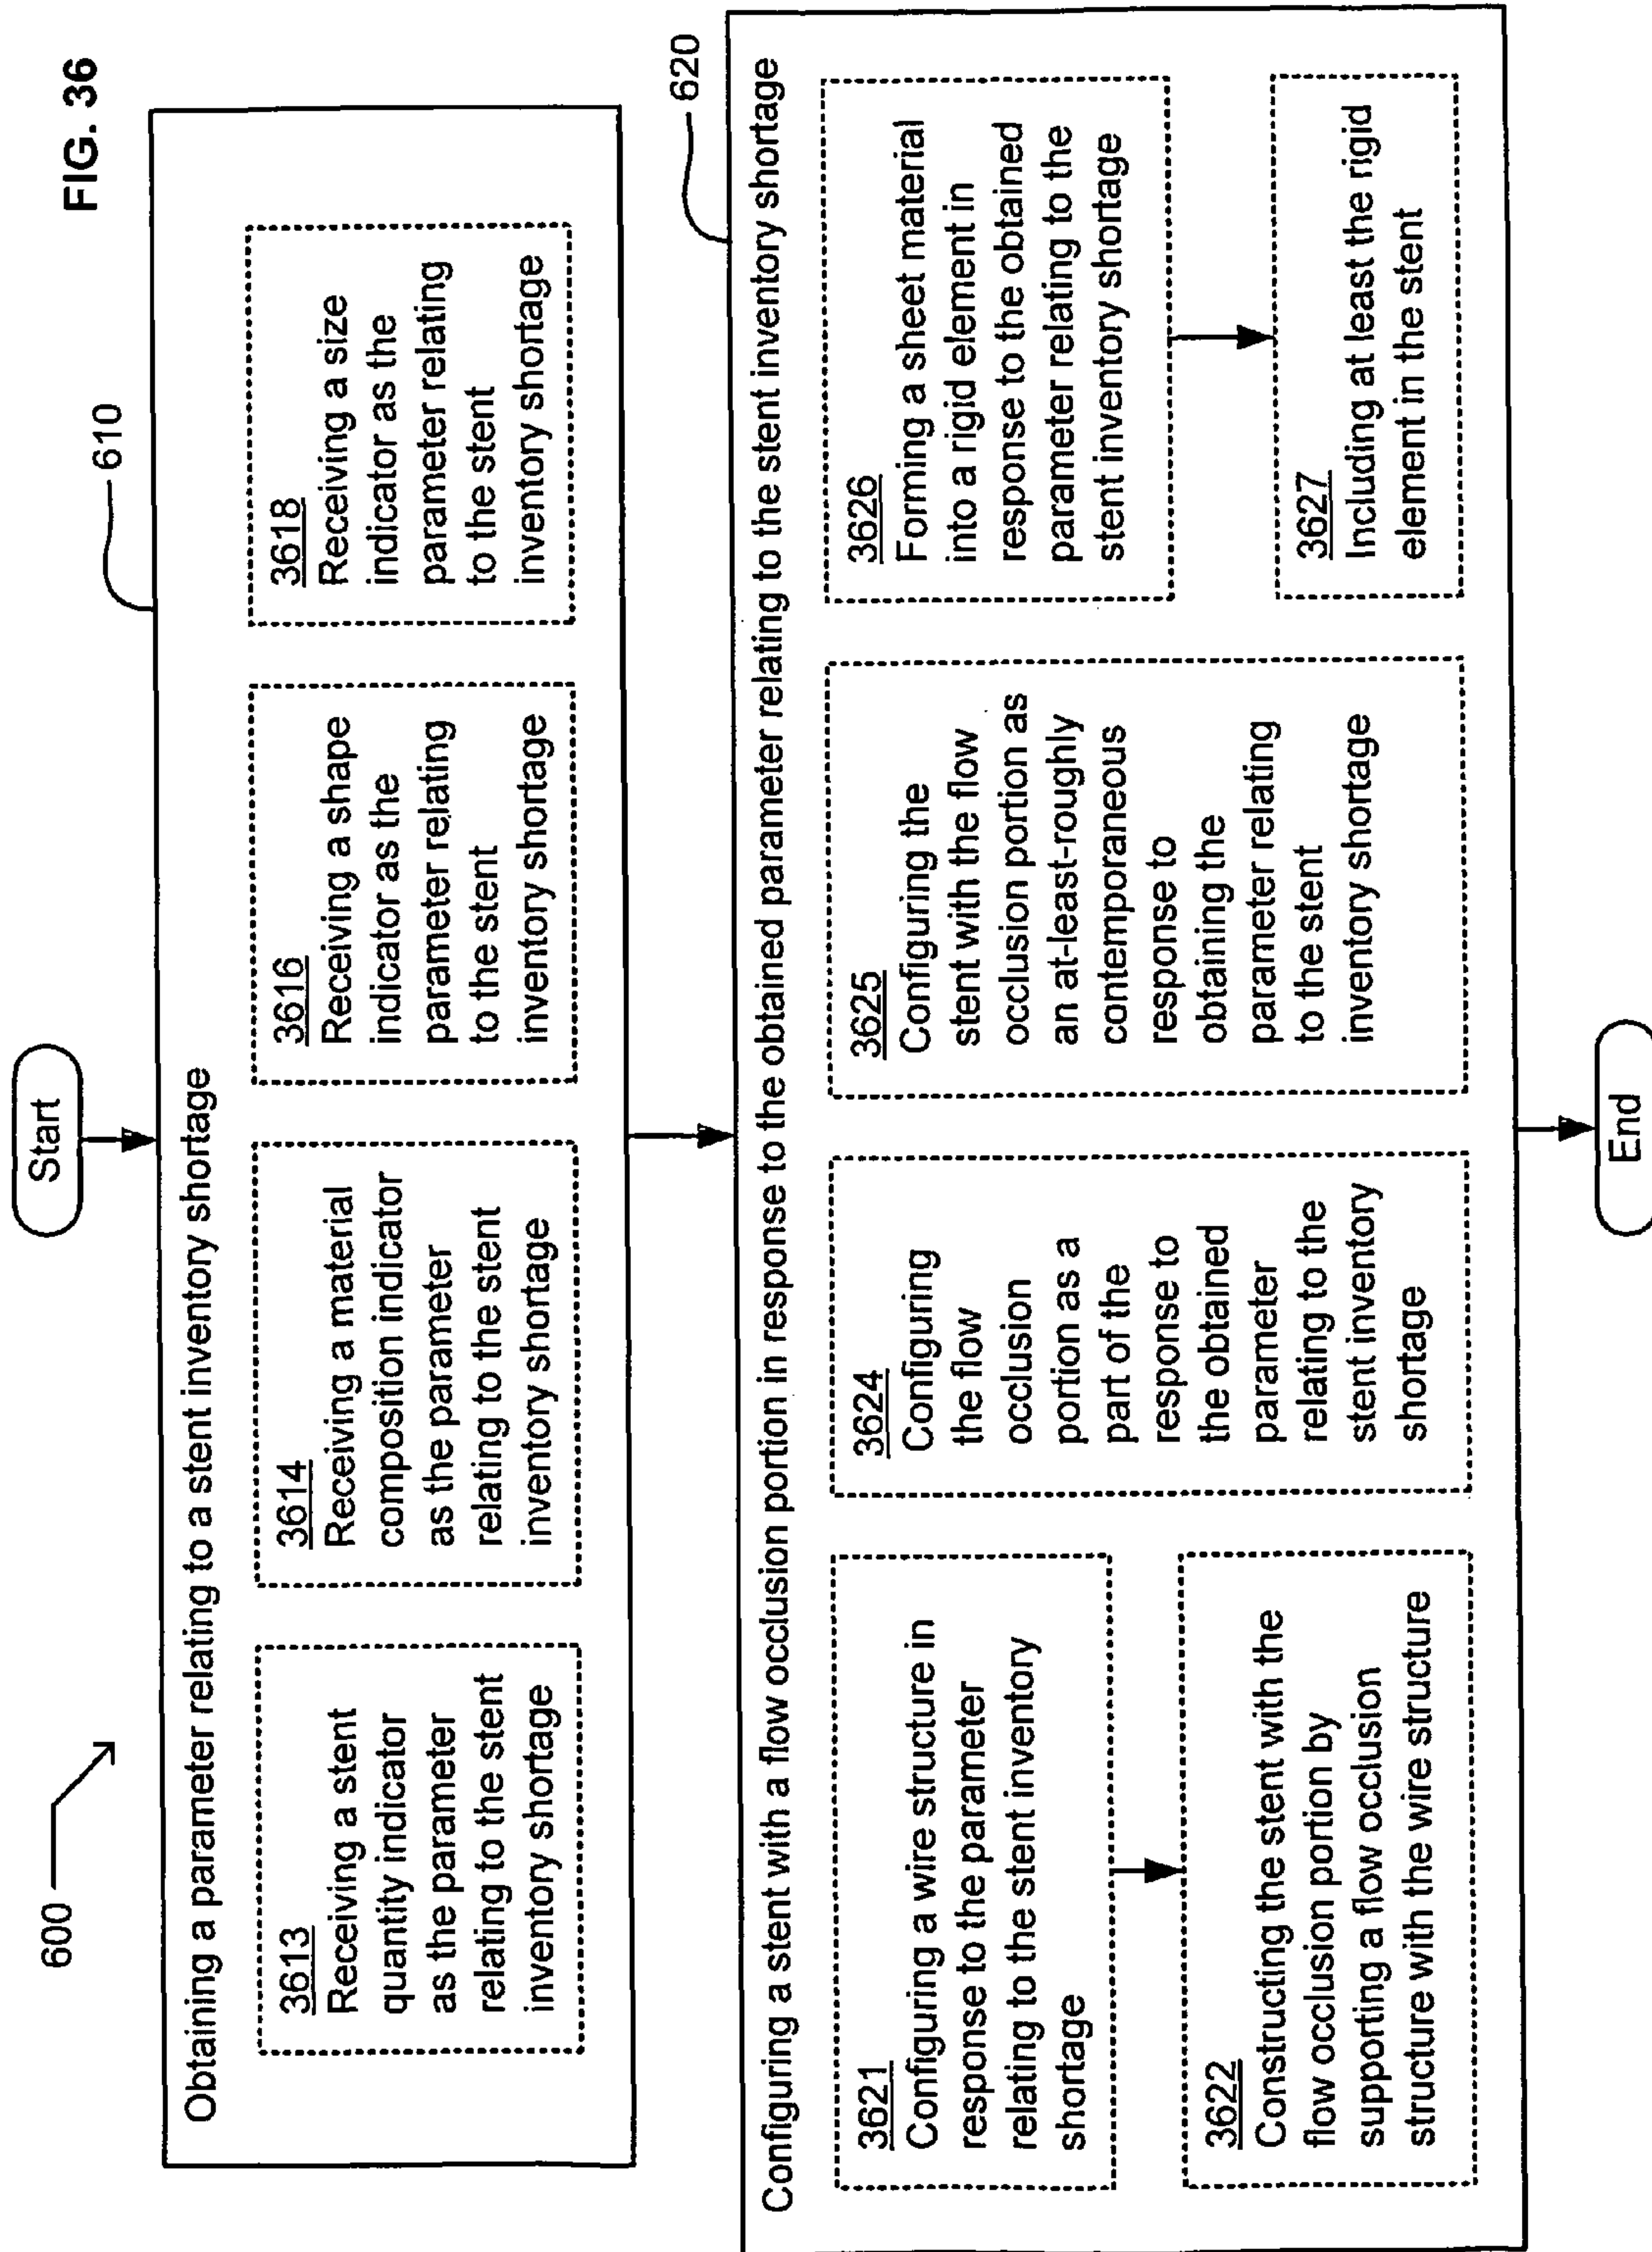 FIG. 36
600
Start
610
Obtaining a parameter relating to a stent inventory shortage
3613
Receiving a stent
quantity indicator
as the parameter
relating to the stent
inventory shortage
3614
Receiving a material
composition indicator
as the parameter
relating to the stent
inventory shortage
3616
Receiving a shape
indicator as the
parameter relating
to the stent
inventory shortage
3618
Receiving a size
indicator as the
parameter relating
to the stent
inventory shortage
620
Configuring a stent with a flow occlusion portion in response to the obtained parameter relating to the stent inventory shortage
3621
Configuring a wire structure in
response to the parameter
relating to the stent inventory
shortage
3622
Constructing the stent with the
flow occlusion portion by
supporting a flow occlusion
structure with the wire structure
3624
Configuring
the flow
occlusion
portion as a
part of the
response to
the obtained
parameter
relating to the
stent inventory
shortage
3625
Configuring the
stent with the flow
occlusion portion as
an at-least-roughly
contemporaneous
response to
obtaining the
parameter relating
to the stent
inventory shortage
3626
Forming a sheet material
into a rigid element in
response to the obtained
parameter relating to the
stent inventory shortage
3627
Including at least the rigid
element in the stent
End